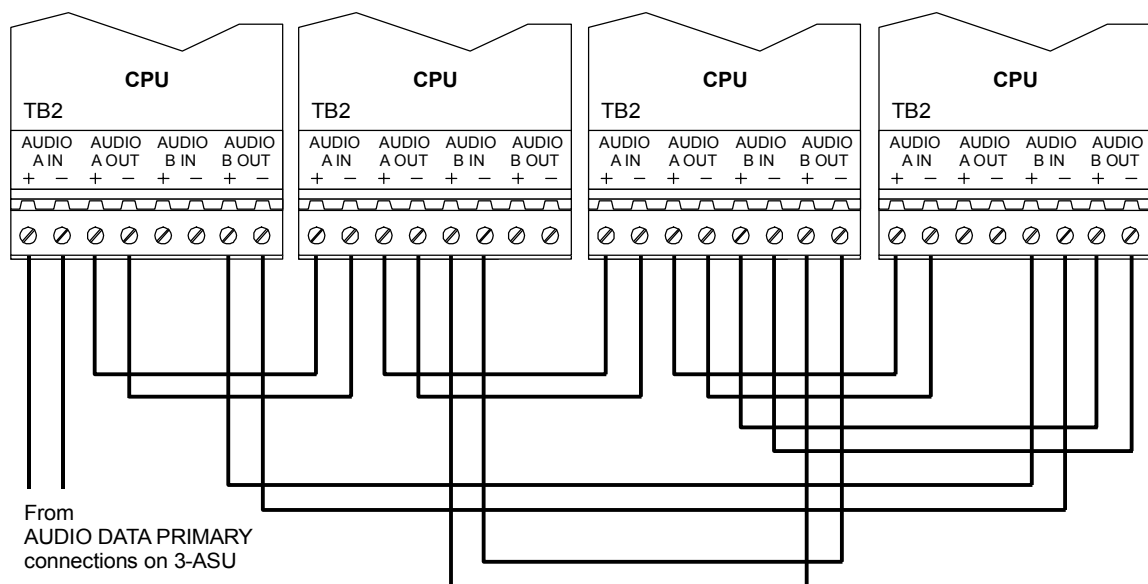 CPU CPU CPU CPU
TB2 TB2 TB2 TB2
AUDIO AUDIO AUDIO AUDIO AUDIO AUDIO AUDIO AUDIO AUDIO AUDIO AUDIO AUDIO AUDIO AUDIO AUDIO AUDIO
A IN A OUT B IN B OUT A IN A OUT B IN B OUT A IN A OUT B IN B OUT A IN A OUT B IN B OUT
+ − + − + − + − + − + − + − + − + − + − + − + − + − + − + − + −
From
AUDIO DATA PRIMARY
connections on 3-ASU